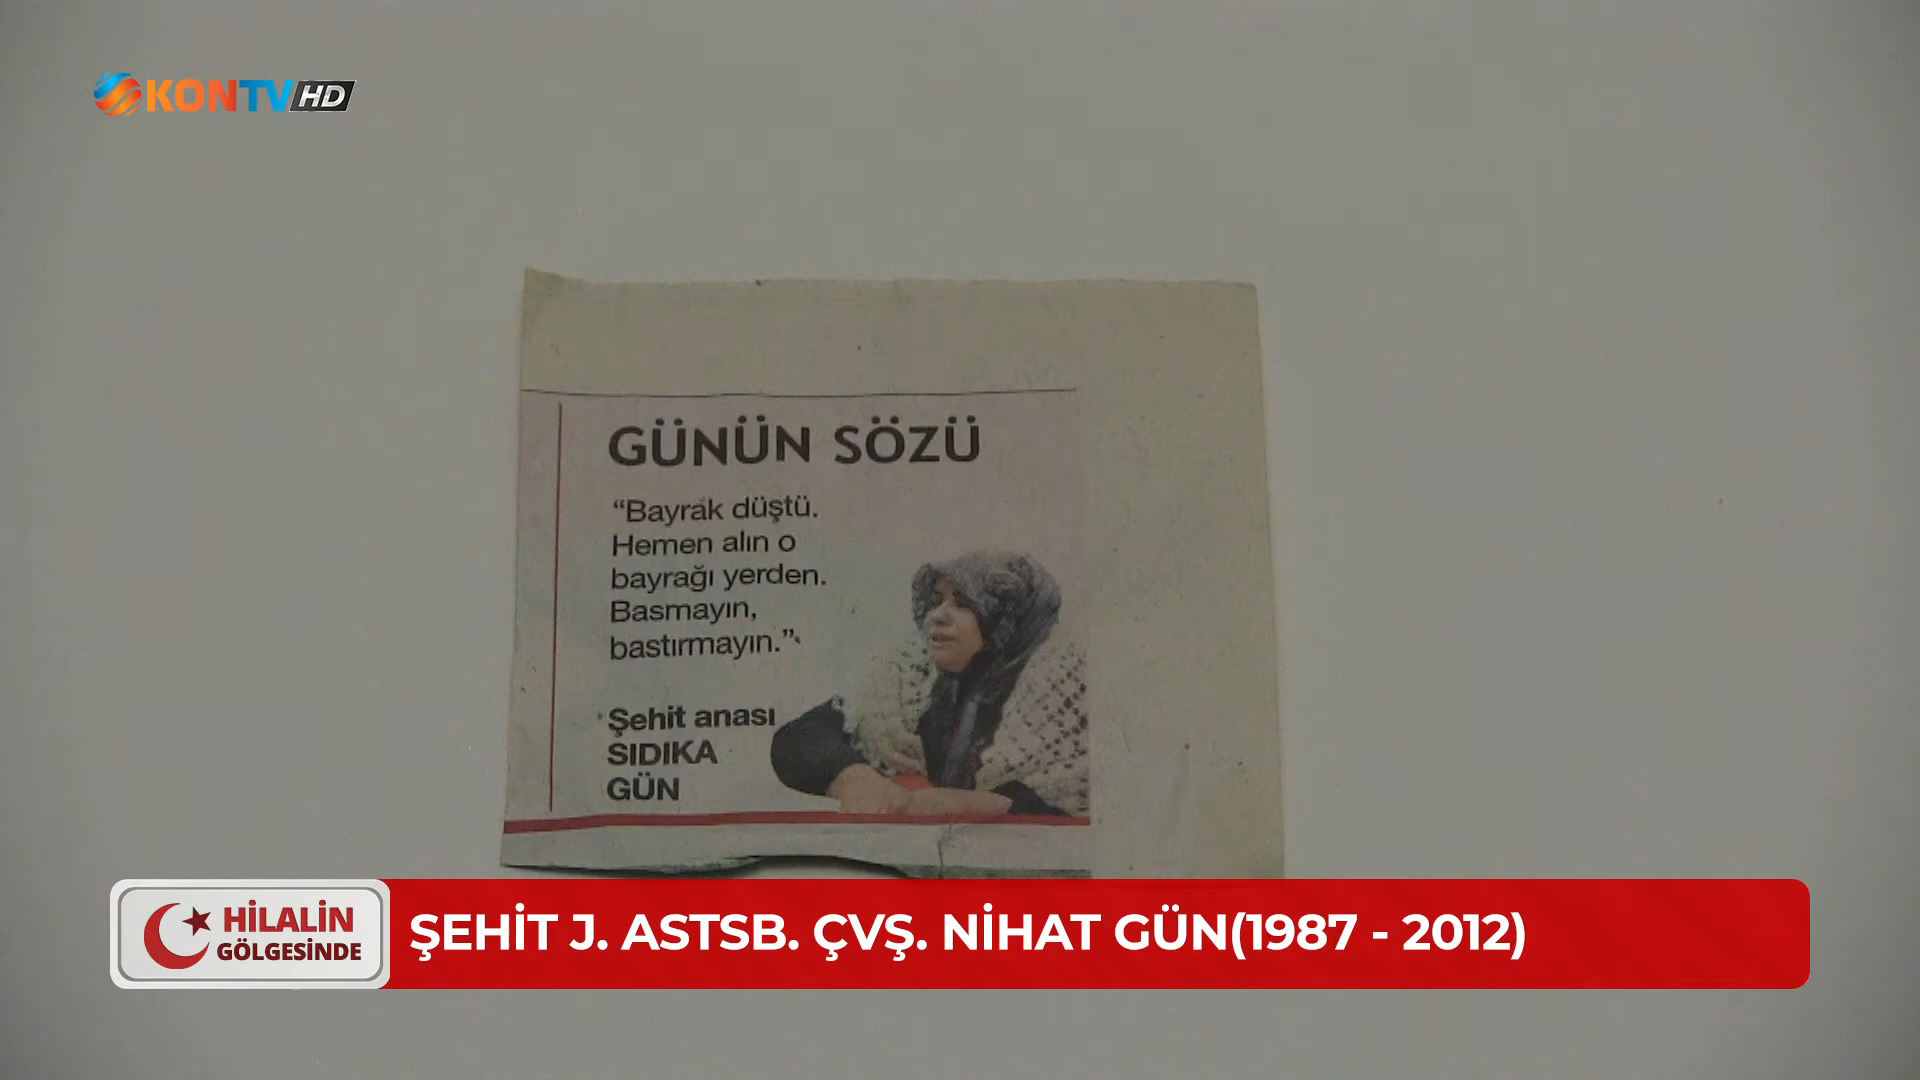 KONTV HD
GÜNÜN SÖZÜ
“Bayrak düştü.
Hemen alın o
bayrağı yerden.
Basmayın,
bastırmayın.”
Şehit anası
SIDIKA
GÜN
HİLALİN
GÖLGESİNDE
ŞEHİT J. ASTSB. ÇVŞ. NİHAT GÜN(1987 - 2012)